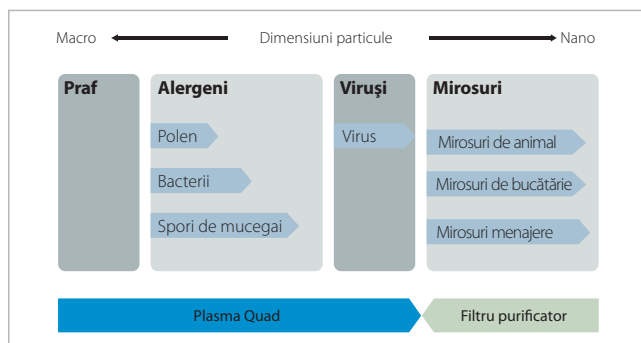 Macro Dimensiuni particule Nano
Praf Alergeni Viruşi Mirosuri
Polen Virus Mirosuri de animal
Bacterii Mirosuri de bucătărie
Spori de mucegai Mirosuri menajere
Plasma Quad Filtru purificator